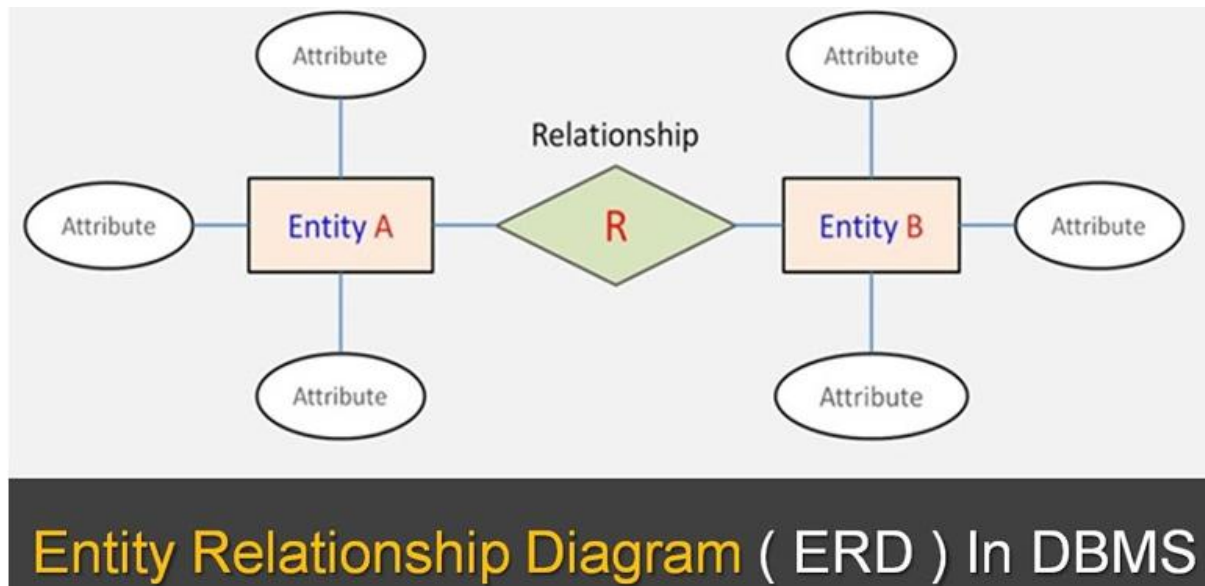 Attribute
Attribute
Relationship
Attribute
Entity A
R
Entity B
Attribute
Attribute
Attribute
Entity Relationship Diagram ( ERD ) In DBMS